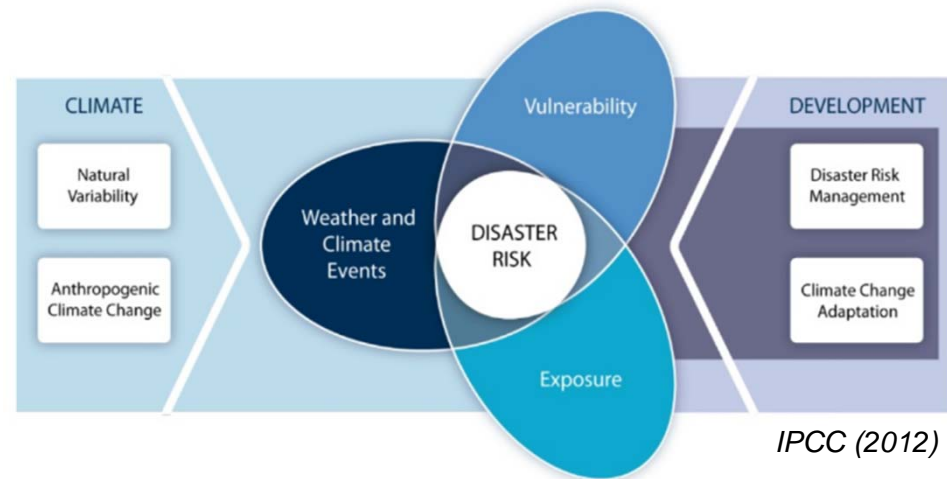 CLIMATE
Natural
Variability
Anthropogenic
Climate Change
Weather and
Climate
Events
Vulnerability
DISASTER
RISK
Exposure
DEVELOPMENT
Disaster Risk
Management
Climate Change
Adaptation
IPCC (2012)